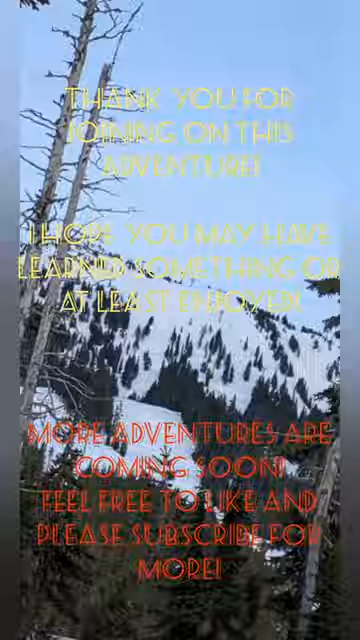 THANK YOU FOR
JOINING ON THIS
ADVENTURE!
I HOPE YOU MAY HAVE
LEARNED SOMETHING OR
AT LEAST ENJOYED!
MORE ADVENTURES ARE
COMING SOON!
FEEL FREE TO LIKE AND
PLEASE SUBSCRIBE FOR
MORE!